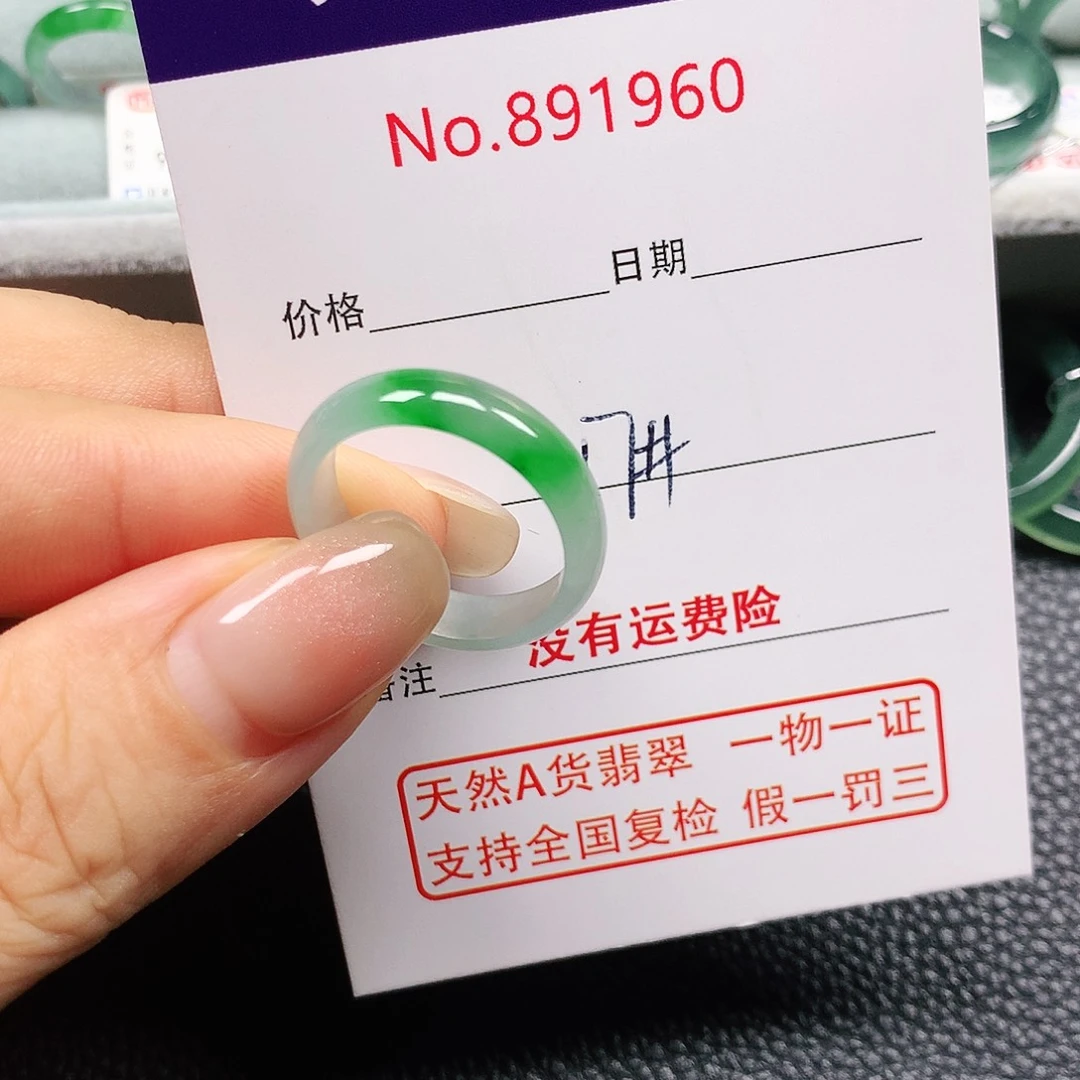 No.891960
价格 日期
17#
没有运费险
备注
天然A货翡翠 一物一证
支持全国复检 假一罚三